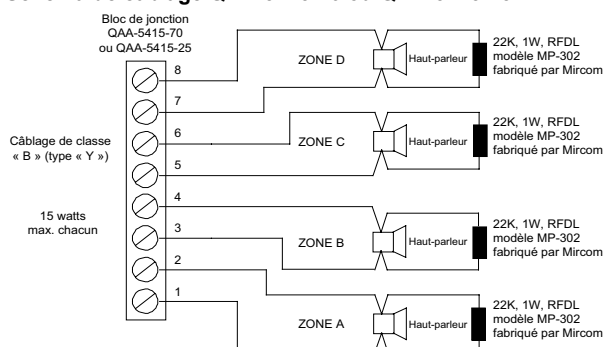 Bloc de jonction
QAA-5415-70
ou QAA-5415-25
8
7
6
5
4
3
2
1
Câblage de classe
« B » (type « Y »)
15 watts
max. chacun
ZONE D
Haut-parleur
22K, 1W, RFDL
modèle MP-302
fabriqué par Mircom
ZONE C
Haut-parleur
22K, 1W, RFDL
modèle MP-302
fabriqué par Mircom
ZONE B
Haut-parleur
22K, 1W, RFDL
modèle MP-302
fabriqué par Mircom
ZONE A
Haut-parleur
22K, 1W, RFDL
modèle MP-302
fabriqué par Mircom